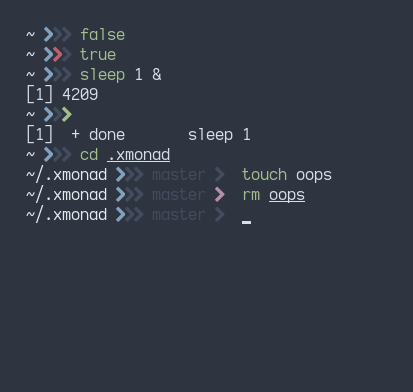 ~ ❯❯❯ false
~ ❯❯❯ true
~ ❯❯❯ sleep 1 &
[1] 4209
~ ❯❯❯
[1]  + done       sleep 1
~ ❯❯❯ cd .xmonad
~/.xmonad ❯❯❯ master ❯  touch oops
~/.xmonad ❯❯❯ master ❯  rm oops
~/.xmonad ❯❯❯ master ❯  _